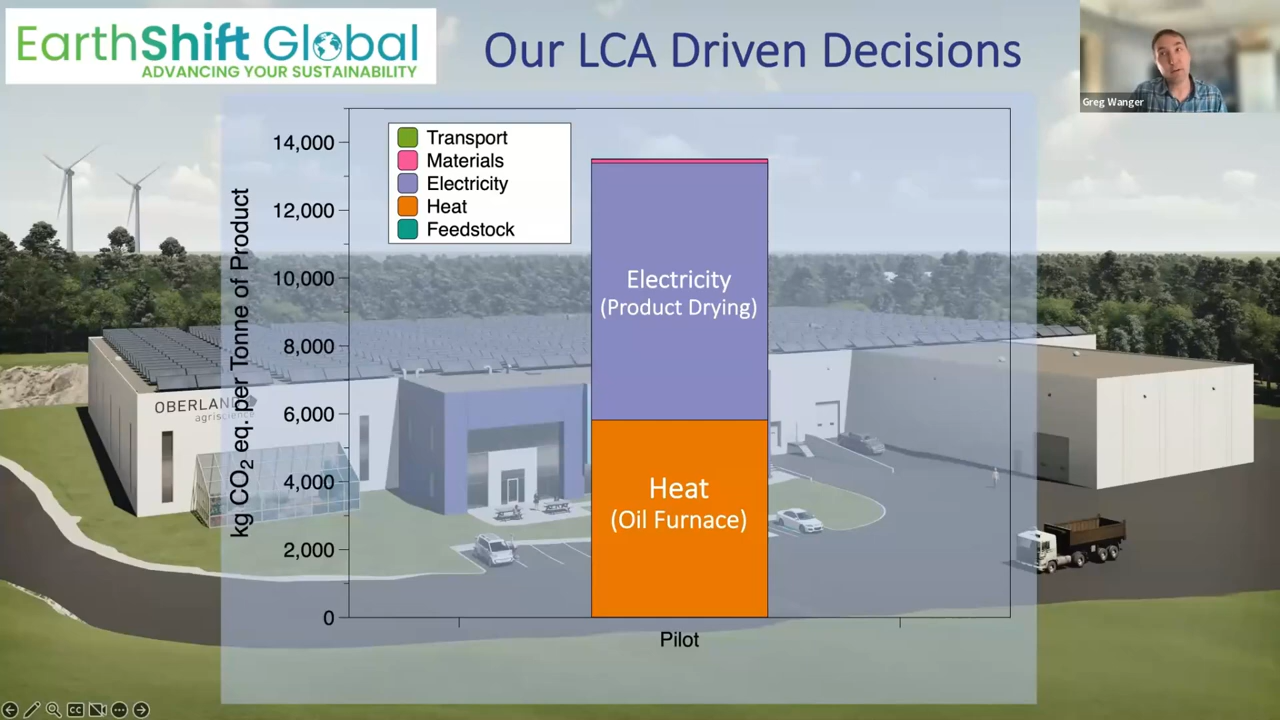 EarthShift Global
ADVANCING YOUR SUSTAINABILITY
Our LCA Driven Decisions
Greg Wanger
Transport
Materials
Electricity
Heat
Feedstock
14,000
12,000
10,000
8,000
6,000
4,000
2,000
0
kg CO2 eq. per Tonne of Product
Electricity
(Product Drying)
Heat
(Oil Furnace)
Pilot
OBERLAND
agriscience
CC